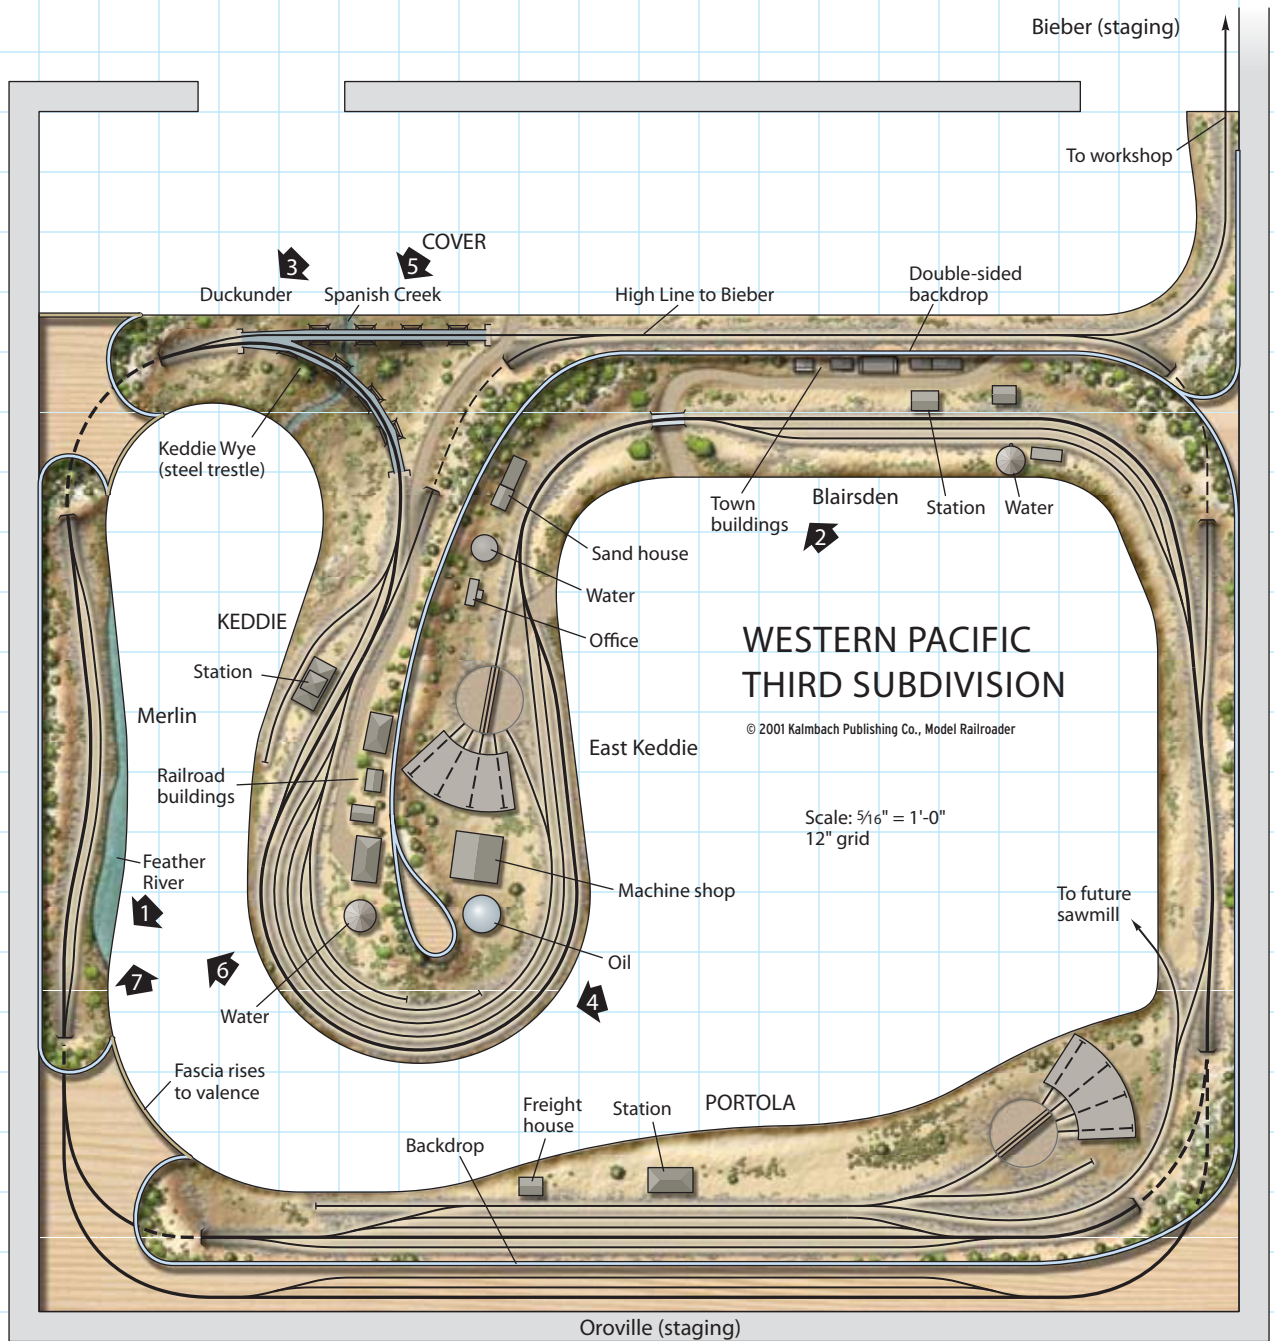 Bieber (staging)
To workshop
COVER
3
5
Duckunder
Spanish Creek
High Line to Bieber
Double-sided
backdrop
Keddie Wye
(steel trestle)
Town
buildings
Blairsden
Station
Water
2
Sand house
Water
Office
KEDDIE
Station
WESTERN PACIFIC
THIRD SUBDIVISION
© 2001 Kalmbach Publishing Co., Model Railroader
Merlin
East Keddie
Railroad
buildings
Scale: 5/16" = 1'-0"
12" grid
Feather
River
1
Machine shop
To future
sawmill
7
6
Oil
4
Water
Fascia rises
to valence
Freight
house
Station
PORTOLA
Backdrop
Oroville (staging)